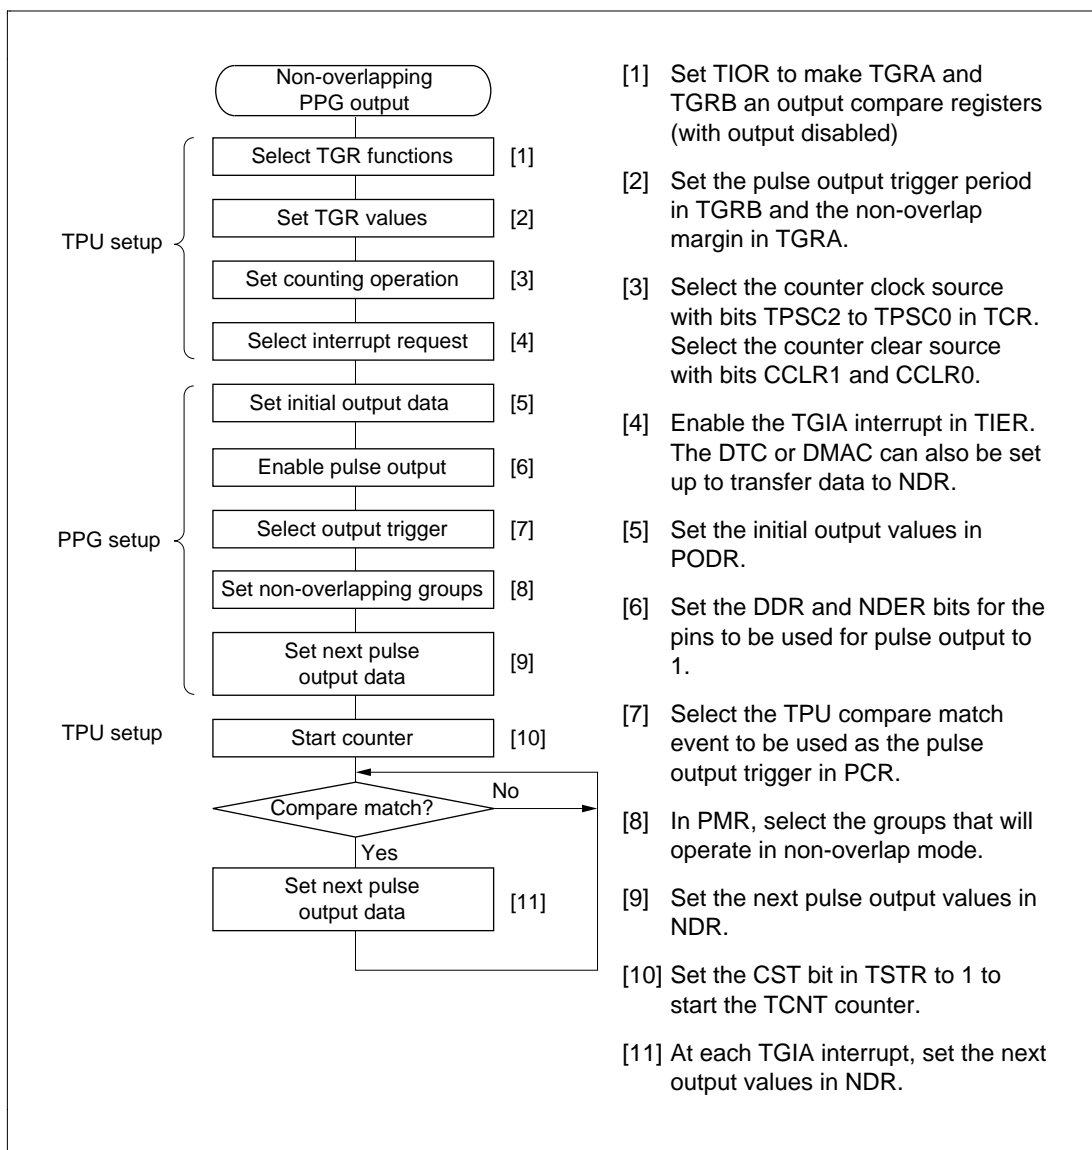 Non-overlapping
PPG output
TPU setup
Select TGR functions [1]
Set TGR values [2]
Set counting operation [3]
Select interrupt request [4]
PPG setup
Set initial output data [5]
Enable pulse output [6]
Select output trigger [7]
Set non-overlapping groups [8]
Set next pulse
output data [9]
TPU setup
Start counter [10]
Compare match?
No
Yes
Set next pulse
output data [11]
[1] Set TIOR to make TGRA and
TGRB an output compare registers
(with output disabled)
[2] Set the pulse output trigger period
in TGRB and the non-overlap
margin in TGRA.
[3] Select the counter clock source
with bits TPSC2 to TPSC0 in TCR.
Select the counter clear source
with bits CCLR1 and CCLR0.
[4] Enable the TGIA interrupt in TIER.
The DTC or DMAC can also be set
up to transfer data to NDR.
[5] Set the initial output values in
PODR.
[6] Set the DDR and NDER bits for the
pins to be used for pulse output to
1.
[7] Select the TPU compare match
event to be used as the pulse
output trigger in PCR.
[8] In PMR, select the groups that will
operate in non-overlap mode.
[9] Set the next pulse output values in
NDR.
[10] Set the CST bit in TSTR to 1 to
start the TCNT counter.
[11] At each TGIA interrupt, set the next
output values in NDR.